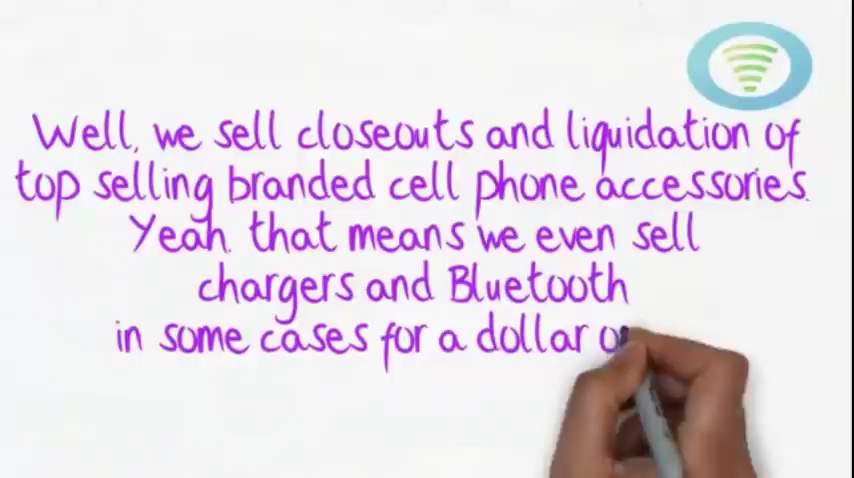 Well, we sell closeouts and liquidation of
top selling branded cell phone accessories.
Yeah. that means we even sell
chargers and Bluetooth
in some cases for a dollar